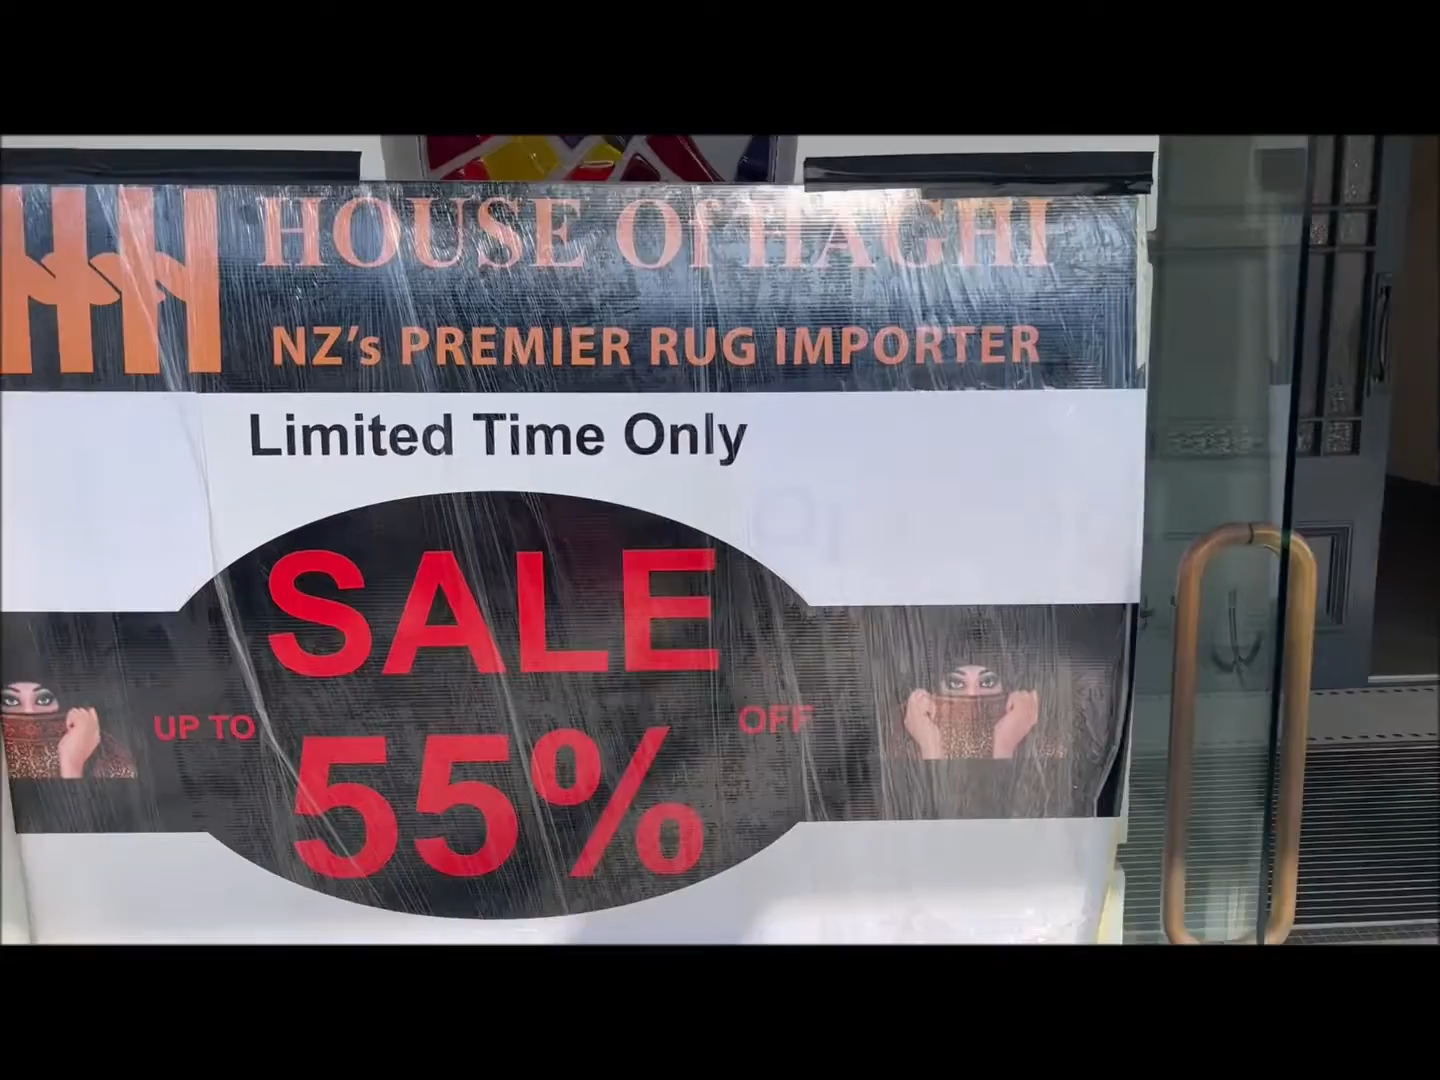 HOUSE Of HAGHI
NZ's PREMIER RUG IMPORTER
Limited Time Only
SALE
UP TO
55%
OFF